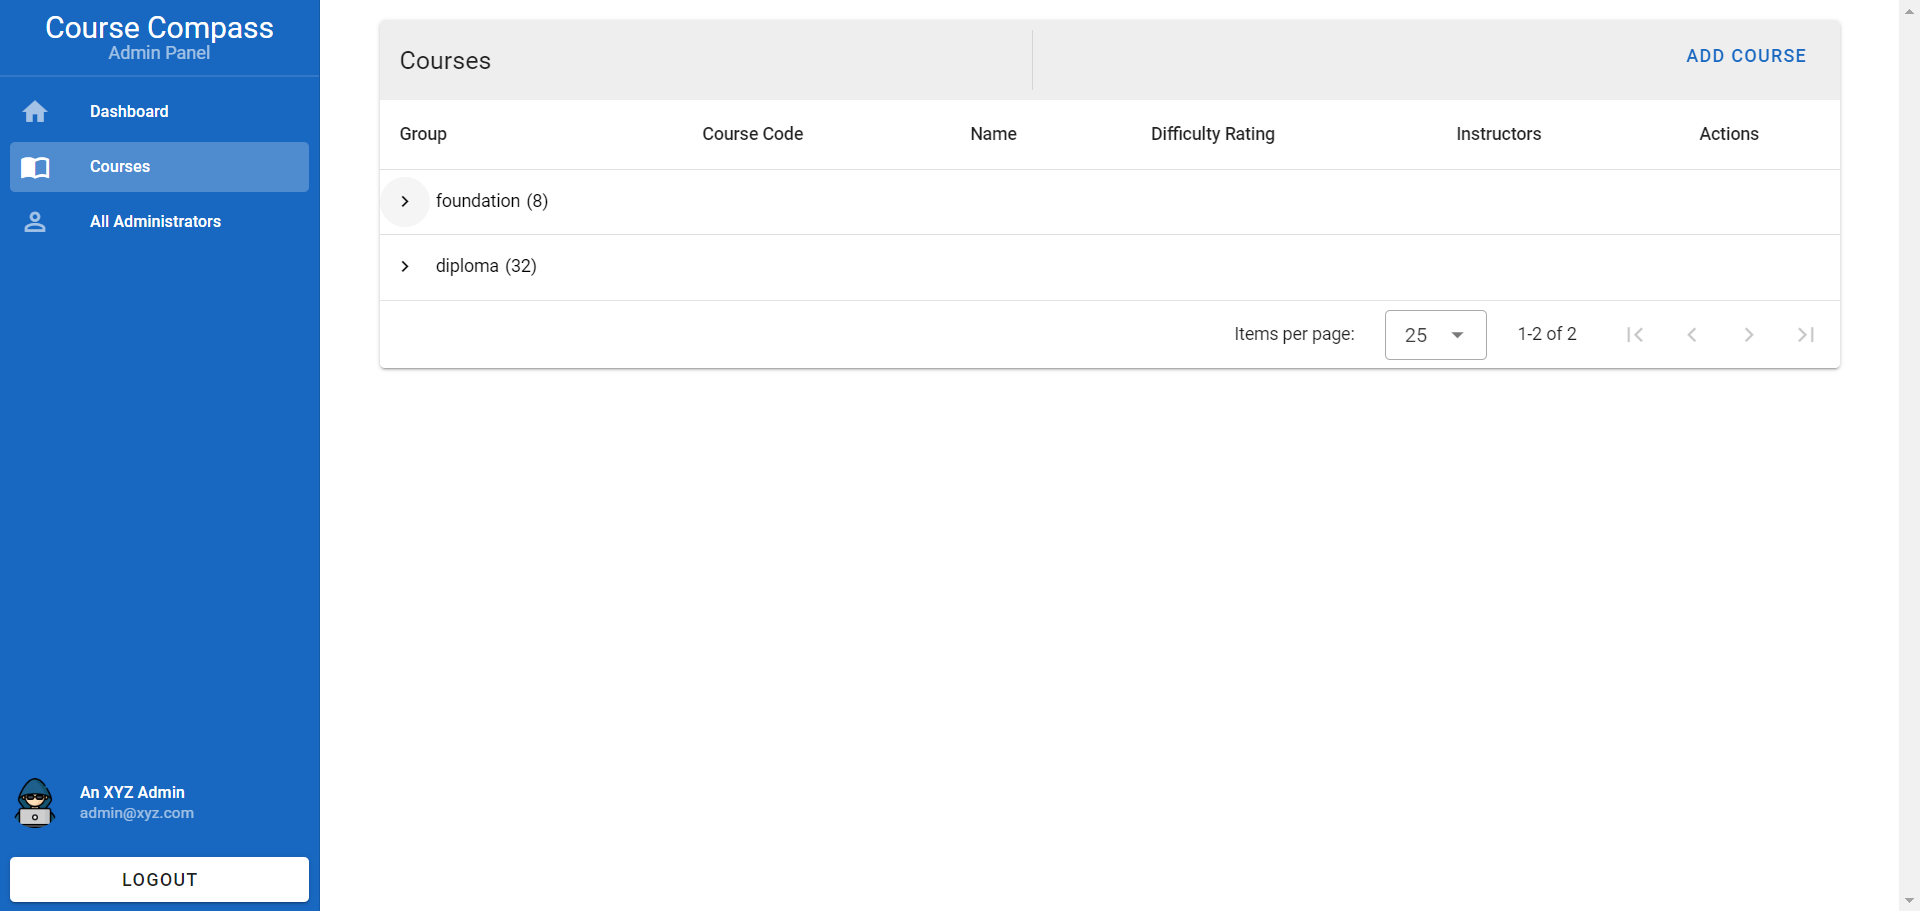 Course Compass
Admin Panel
Dashboard
Courses
All Administrators
An XYZ Admin
admin@xyz.com
LOGOUT
Courses
ADD COURSE
Group Course Code Name Difficulty Rating Instructors Actions
foundation (8)
diploma (32)
Items per page: 25 1-2 of 2